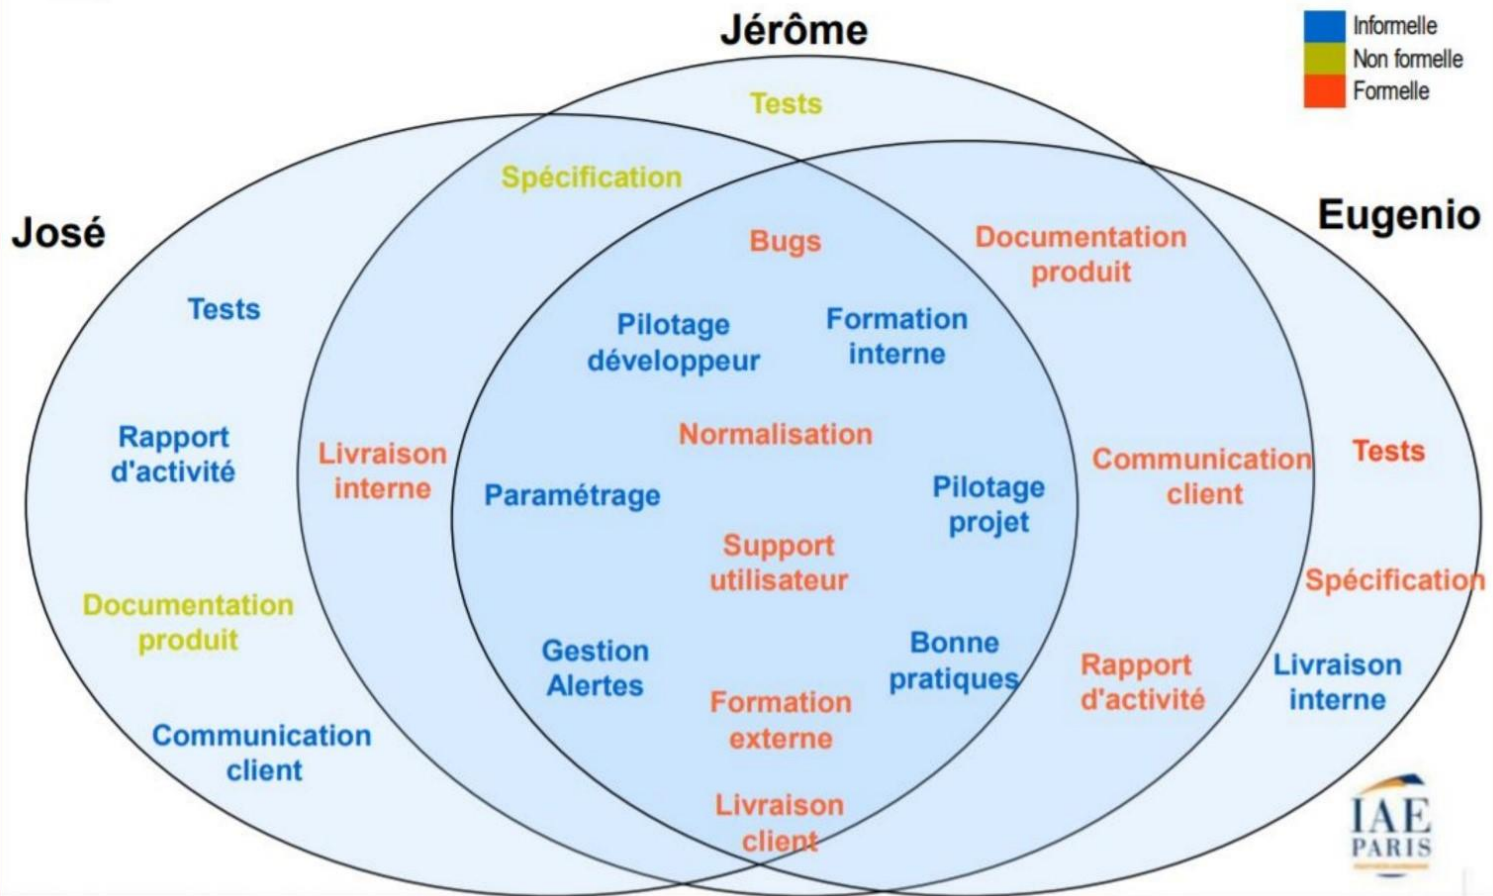 Jérôme
Informelle
Non formelle
Formelle
Tests
Spécification
José
Eugenio
Bugs
Documentation
produit
Tests
Pilotage
développeur
Formation
interne
Rapport
d'activité
Livraison
interne
Normalisation
Communication
client
Tests
Paramétrage
Pilotage
projet
Support
utilisateur
Spécification
Documentation
produit
Gestion
Alertes
Bonne
pratiques
Rapport
d'activité
Livraison
interne
Formation
externe
Communication
client
Livraison
client
IAE
PARIS